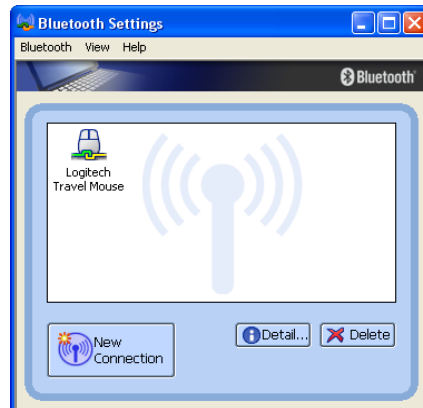 Bluetooth Settings
Bluetooth View Help
Bluetooth®
Logitech
Travel Mouse
New
Connection
Detail...
Delete